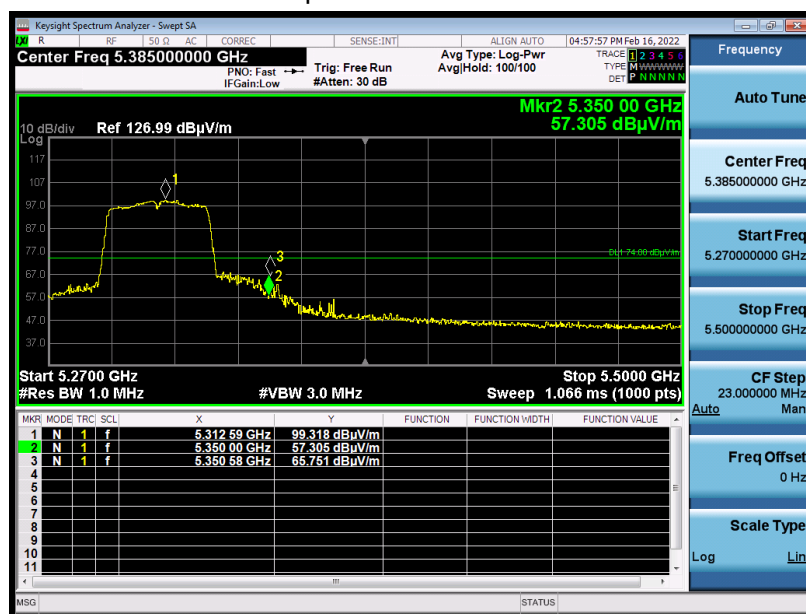 Keysight Spectrum Analyzer - Swept SA
LXI R RF 50 Ω AC CORREC SENSE:INT ALIGN AUTO 04:57:57 PM Feb 16, 2022
Center Freq 5.385000000 GHz
PNO: Fast
IFGain:Low
Trig: Free Run
#Atten: 30 dB
Avg Type: Log-Pwr
Avg|Hold: 100/100
TRACE 1 2 3 4 5 6
TYPE M WWWWW
DET P N N N N N
Mkr2 5.350 00 GHz
57.305 dBµV/m
10 dB/div Ref 126.99 dBµV/m
Log
117
107
97.0
87.0
77.0
67.0
57.0
47.0
37.0
1
3
2
DL1 74.00 dBµV/m
Start 5.2700 GHz Stop 5.5000 GHz
#Res BW 1.0 MHz #VBW 3.0 MHz Sweep 1.066 ms (1000 pts)
MKR MODE TRC SCL X Y FUNCTION FUNCTION WIDTH FUNCTION VALUE
1 N 1 f 5.312 59 GHz 99.318 dBµV/m
2 N 1 f 5.350 00 GHz 57.305 dBµV/m
3 N 1 f 5.350 58 GHz 65.751 dBµV/m
4
5
6
7
8
9
10
11
MSG STATUS
Frequency
Auto Tune
Center Freq
5.385000000 GHz
Start Freq
5.270000000 GHz
Stop Freq
5.500000000 GHz
CF Step
23.000000 MHz
Auto Man
Freq Offset
0 Hz
Scale Type
Log Lin